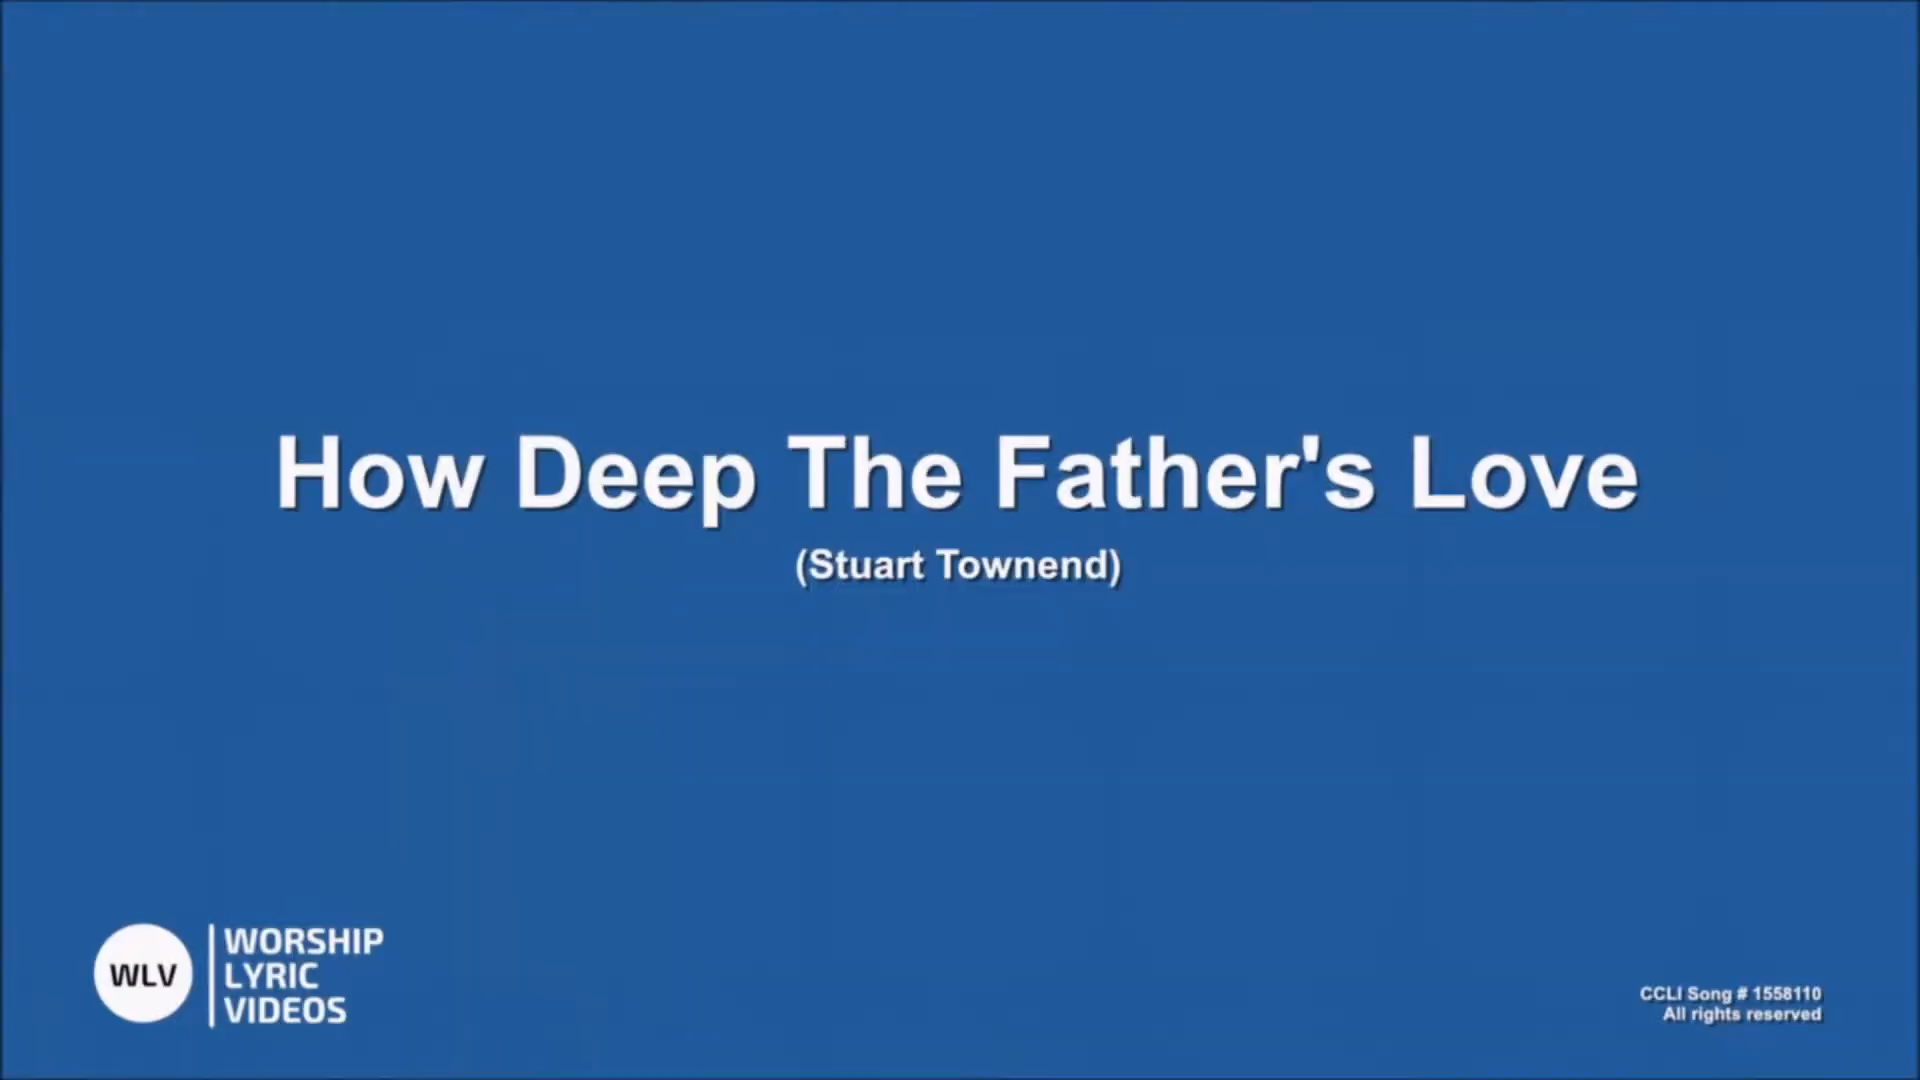 How Deep The Father's Love
(Stuart Townend)
WLV
WORSHIP
LYRIC
VIDEOS
CCLI Song # 1558110
All rights reserved